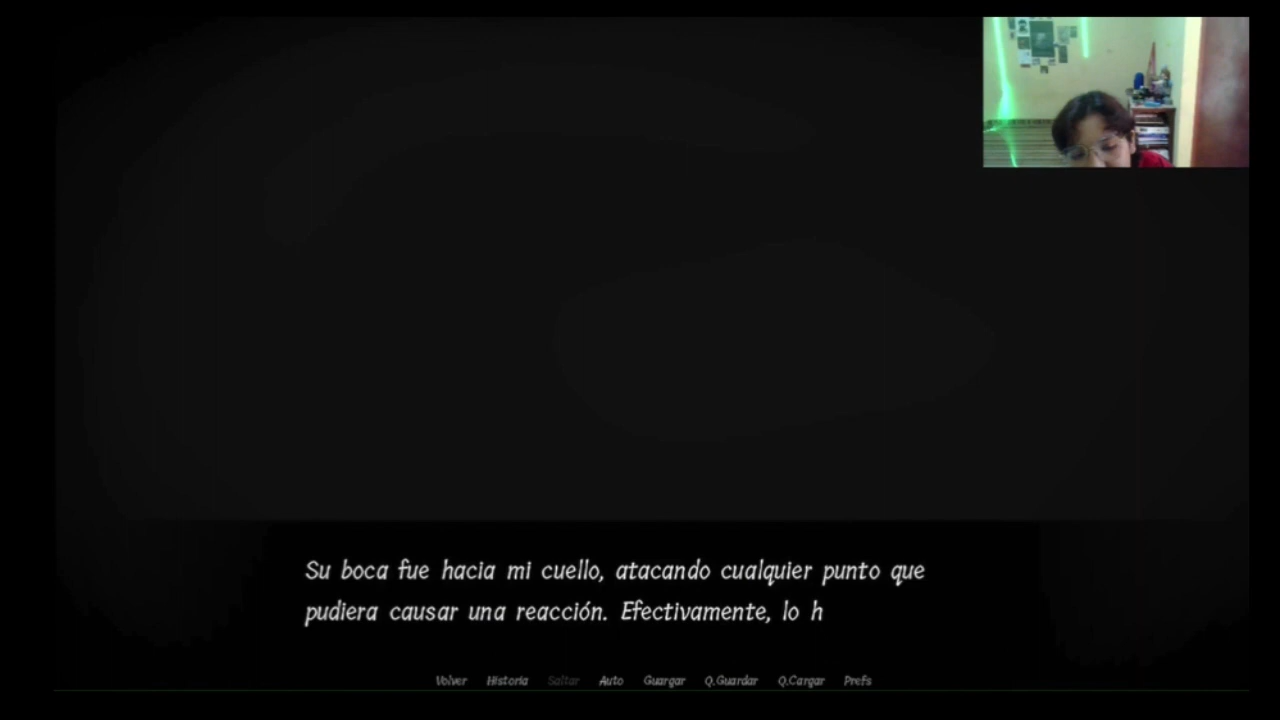 Su boca fue hacia mi cuello, atacando cualquier punto que
pudiera causar una reacción. Efectivamente, lo h
Volver Historia Saltar Auto Guargar Q.Guardar Q.Cargar Prefs